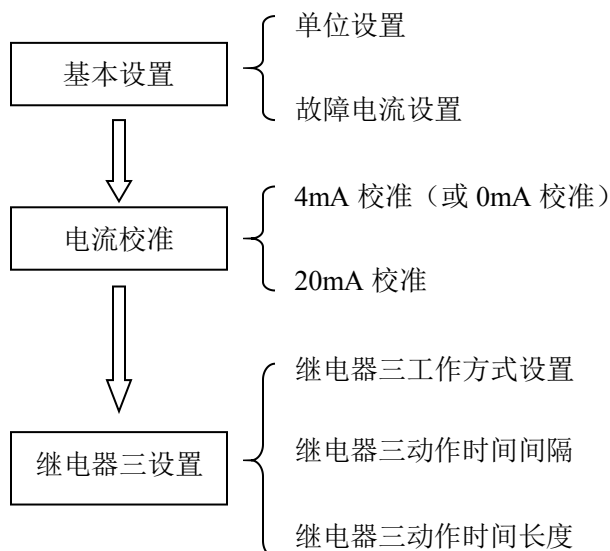 单位设置
基本设置
故障电流设置
4mA 校准（或 0mA 校准）
电流校准
20mA 校准
继电器三工作方式设置
继电器三动作时间间隔
继电器三设置
继电器三动作时间长度